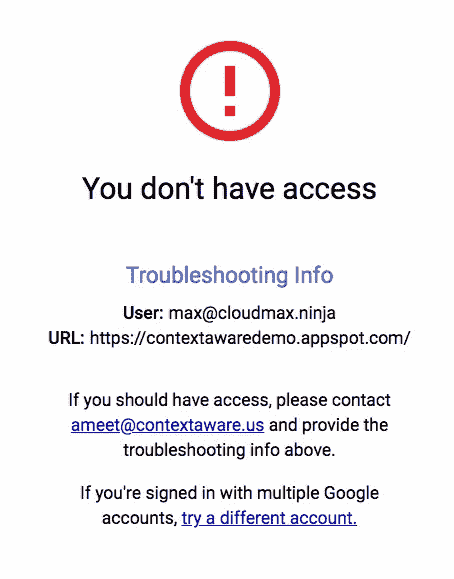 You don't have access
Troubleshooting Info
User: max@cloudmax.ninja
URL: https://contextawaredemo.appspot.com/
If you should have access, please contact
ameet@contextaware.us and provide the
troubleshooting info above.
If you're signed in with multiple Google
accounts, try a different account.